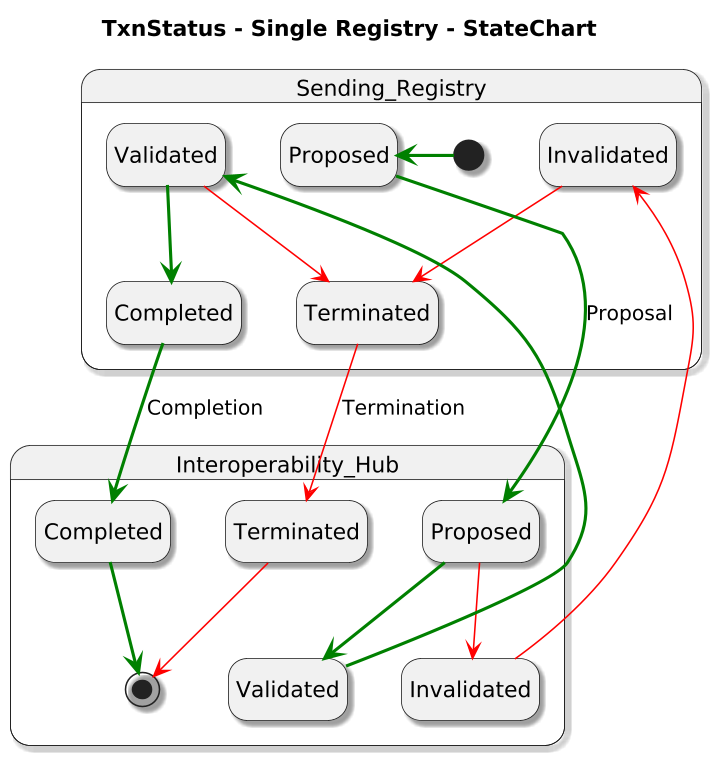 TxnStatus - Single Registry - StateChart
Sending_Registry
Validated
Proposed
Invalidated
Completed
Terminated
Proposal
Completion
Termination
Interoperability_Hub
Completed
Terminated
Proposed
Validated
Invalidated